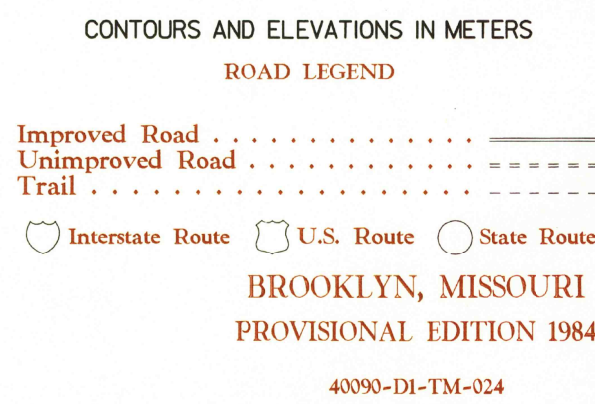 CONTOURS AND ELEVATIONS IN METERS
ROAD LEGEND
Improved Road . . . . . . . . . . . . . .
Unimproved Road . . . . . . . . . . . .
Trail . . . . . . . . . . . . . . . . . . . .
Interstate Route U.S. Route State Route
BROOKLYN, MISSOURI
PROVISIONAL EDITION 1984
40090-D1-TM-024